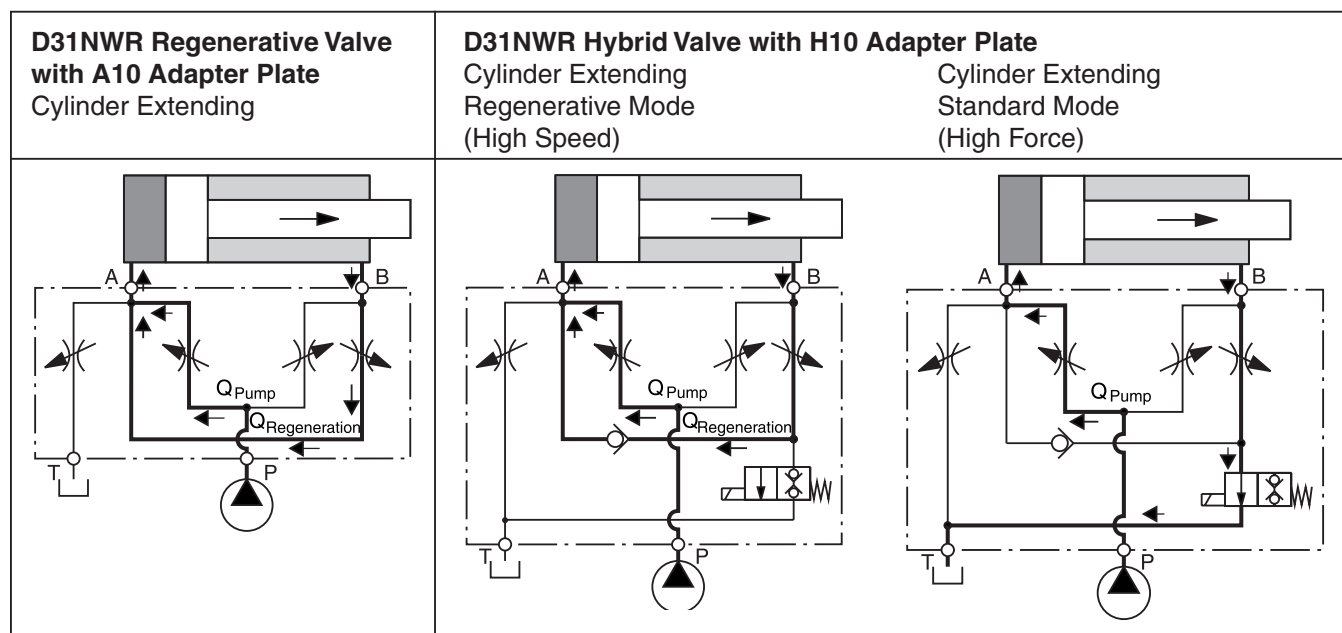 D31NWR Regenerative Valve
with A10 Adapter Plate
Cylinder Extending
D31NWR Hybrid Valve with H10 Adapter Plate
Cylinder Extending
Regenerative Mode
(High Speed)
Cylinder Extending
Standard Mode
(High Force)
A
B
QPump
QRegeneration
T
P
A
B
QPump
QRegeneration
T
P
A
B
QPump
T
P